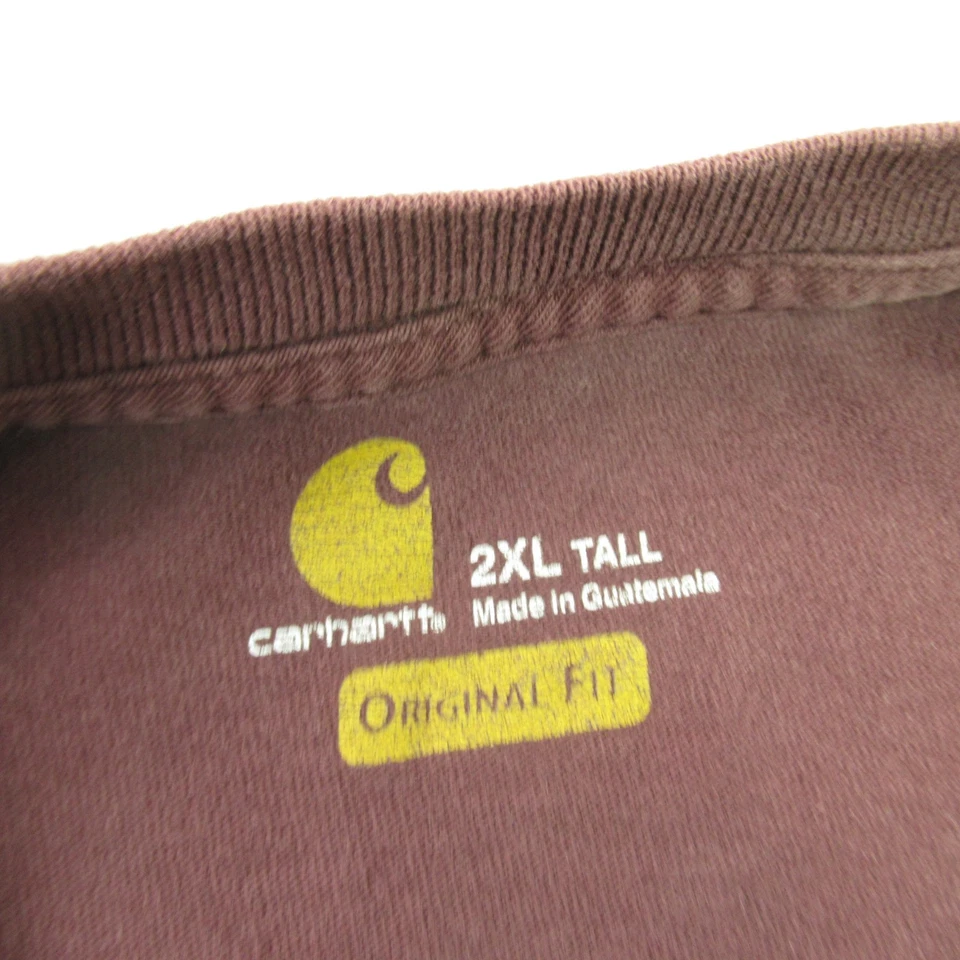 2XL TALL
carhartt®
Made in Guatemala
ORIGINAL FIT